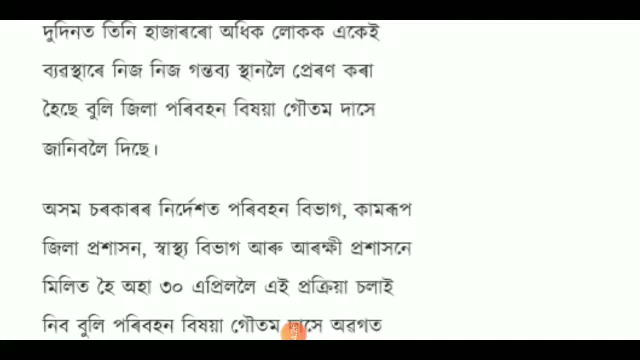 দুদিনত তিনি হাজাৰৰো অধিক লোকক একেই
ব্যৱস্থাৰে নিজ নিজ গন্তব্য স্থানলৈ প্ৰেৰণ কৰা
হৈছে বুলি জিলা পৰিবহন বিষয়া গৌতম দাসে
জানিবলৈ দিছে।
অসম চৰকাৰৰ নিৰ্দেশত পৰিবহন বিভাগ, কামৰূপ
জিলা প্ৰশাসন, স্বাস্থ্য বিভাগ আৰু আৰক্ষী প্ৰশাসনে
মিলিত হৈ অহা ৩০ এপ্ৰিললৈ এই প্ৰক্ৰিয়া চলাই
নিব বুলি পৰিবহন বিষয়া গৌতম দাসে অৱগত